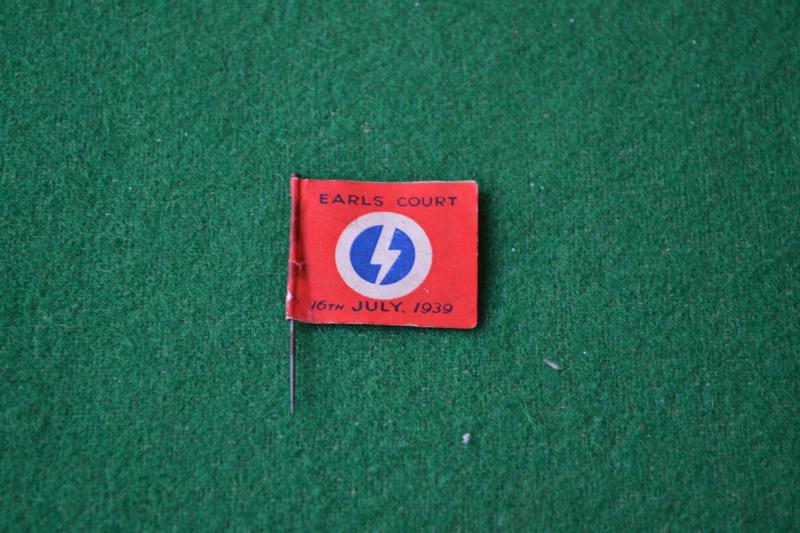 EARLS COURT
16TH JULY, 1939